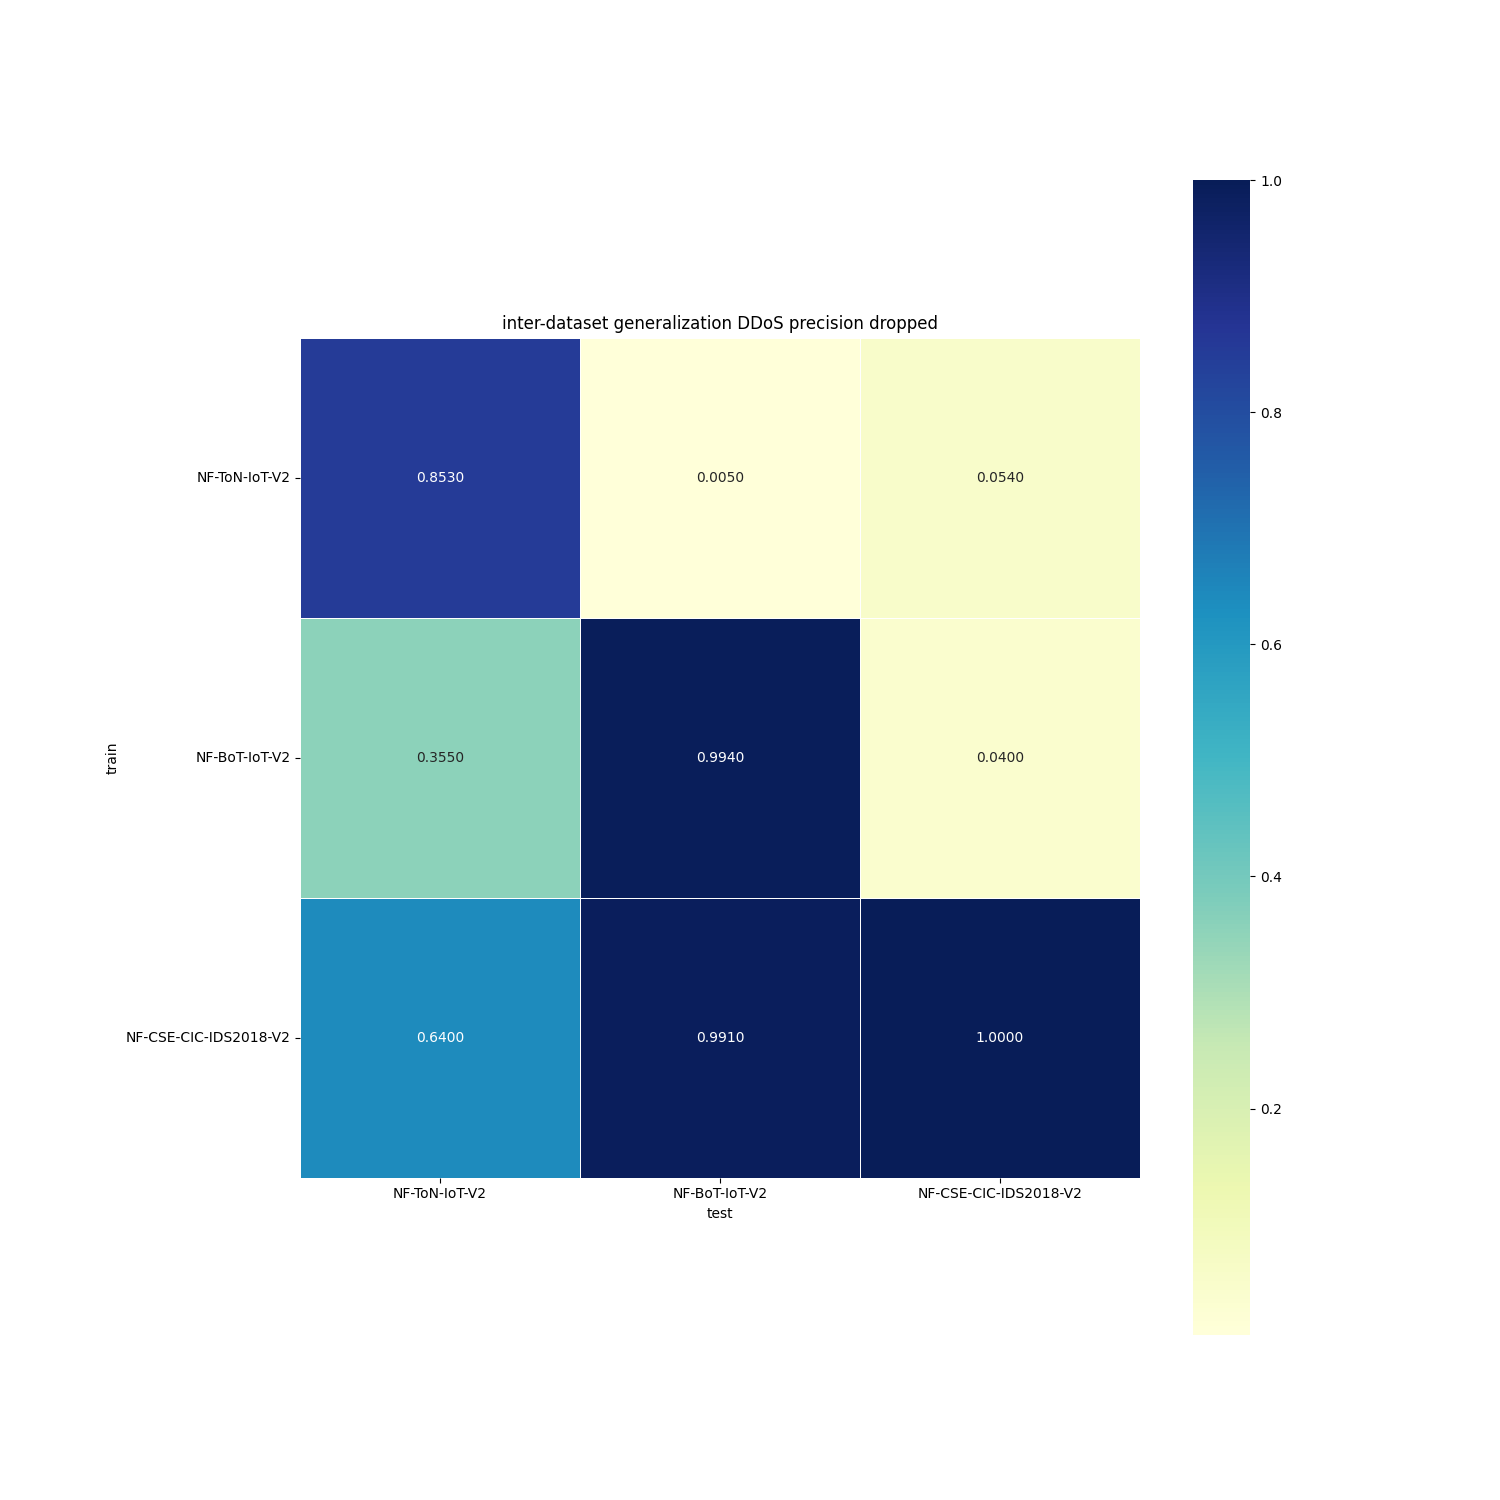 inter-dataset generalization DDoS precision dropped
train
NF-ToN-IoT-V2 0.8530 0.0050 0.0540
NF-BoT-IoT-V2 0.3550 0.9940 0.0400
NF-CSE-CIC-IDS2018-V2 0.6400 0.9910 1.0000
NF-ToN-IoT-V2 NF-BoT-IoT-V2 NF-CSE-CIC-IDS2018-V2
test
1.0
0.8
0.6
0.4
0.2